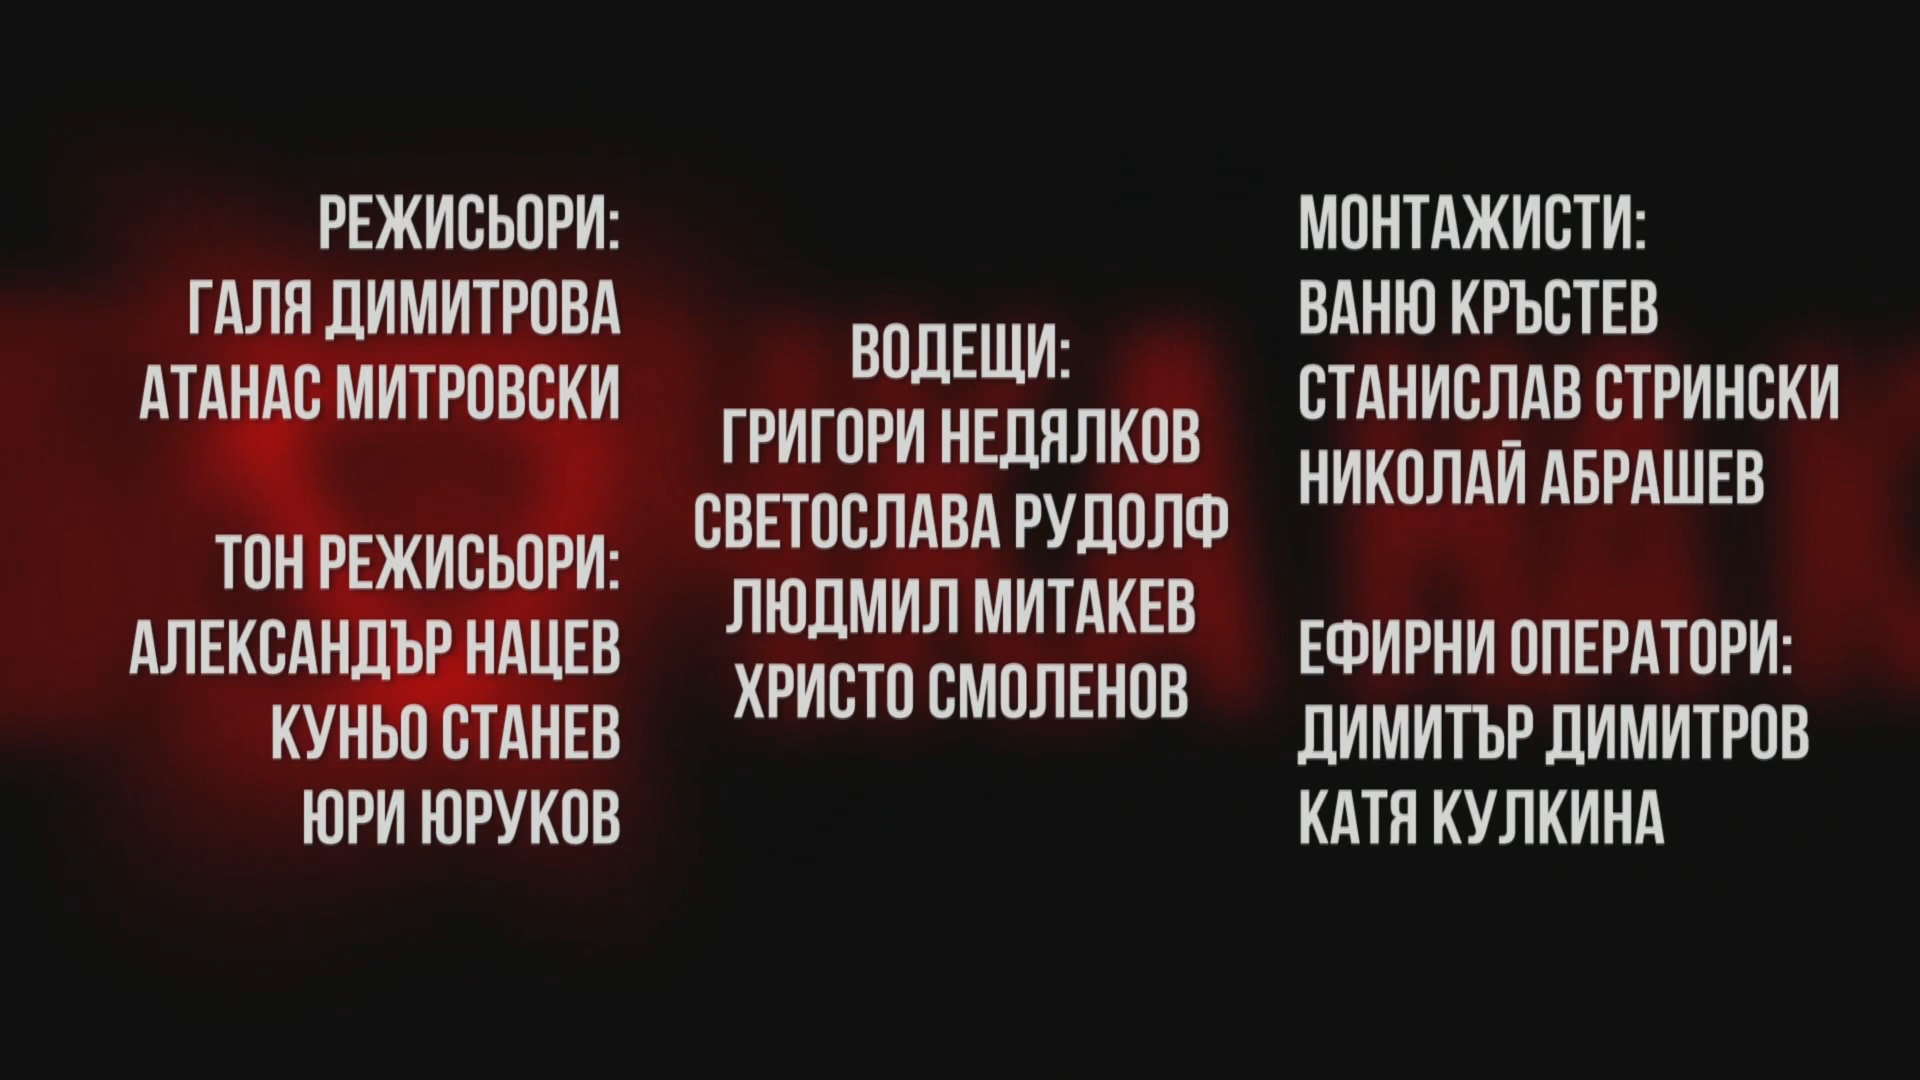 РЕЖИСЬОРИ:
ГАЛЯ ДИМИТРОВА
АТАНАС МИТРОВСКИ
ТОН РЕЖИСЬОРИ:
АЛЕКСАНДЪР НАЦЕВ
КУНЬО СТАНЕВ
ЮРИ ЮРУКОВ
ВОДЕЩИ:
ГРИГОРИ НЕДЯЛКОВ
СВЕТОСЛАВА РУДОЛФ
ЛЮДМИЛ МИТАКЕВ
ХРИСТО СМОЛЕНОВ
МОНТАЖИСТИ:
ВАНЮ КРЪСТЕВ
СТАНИСЛАВ СТРИНСКИ
НИКОЛАЙ АБРАШЕВ
ЕФИРНИ ОПЕРАТОРИ:
ДИМИТЪР ДИМИТРОВ
КАТЯ КУЛКИНА